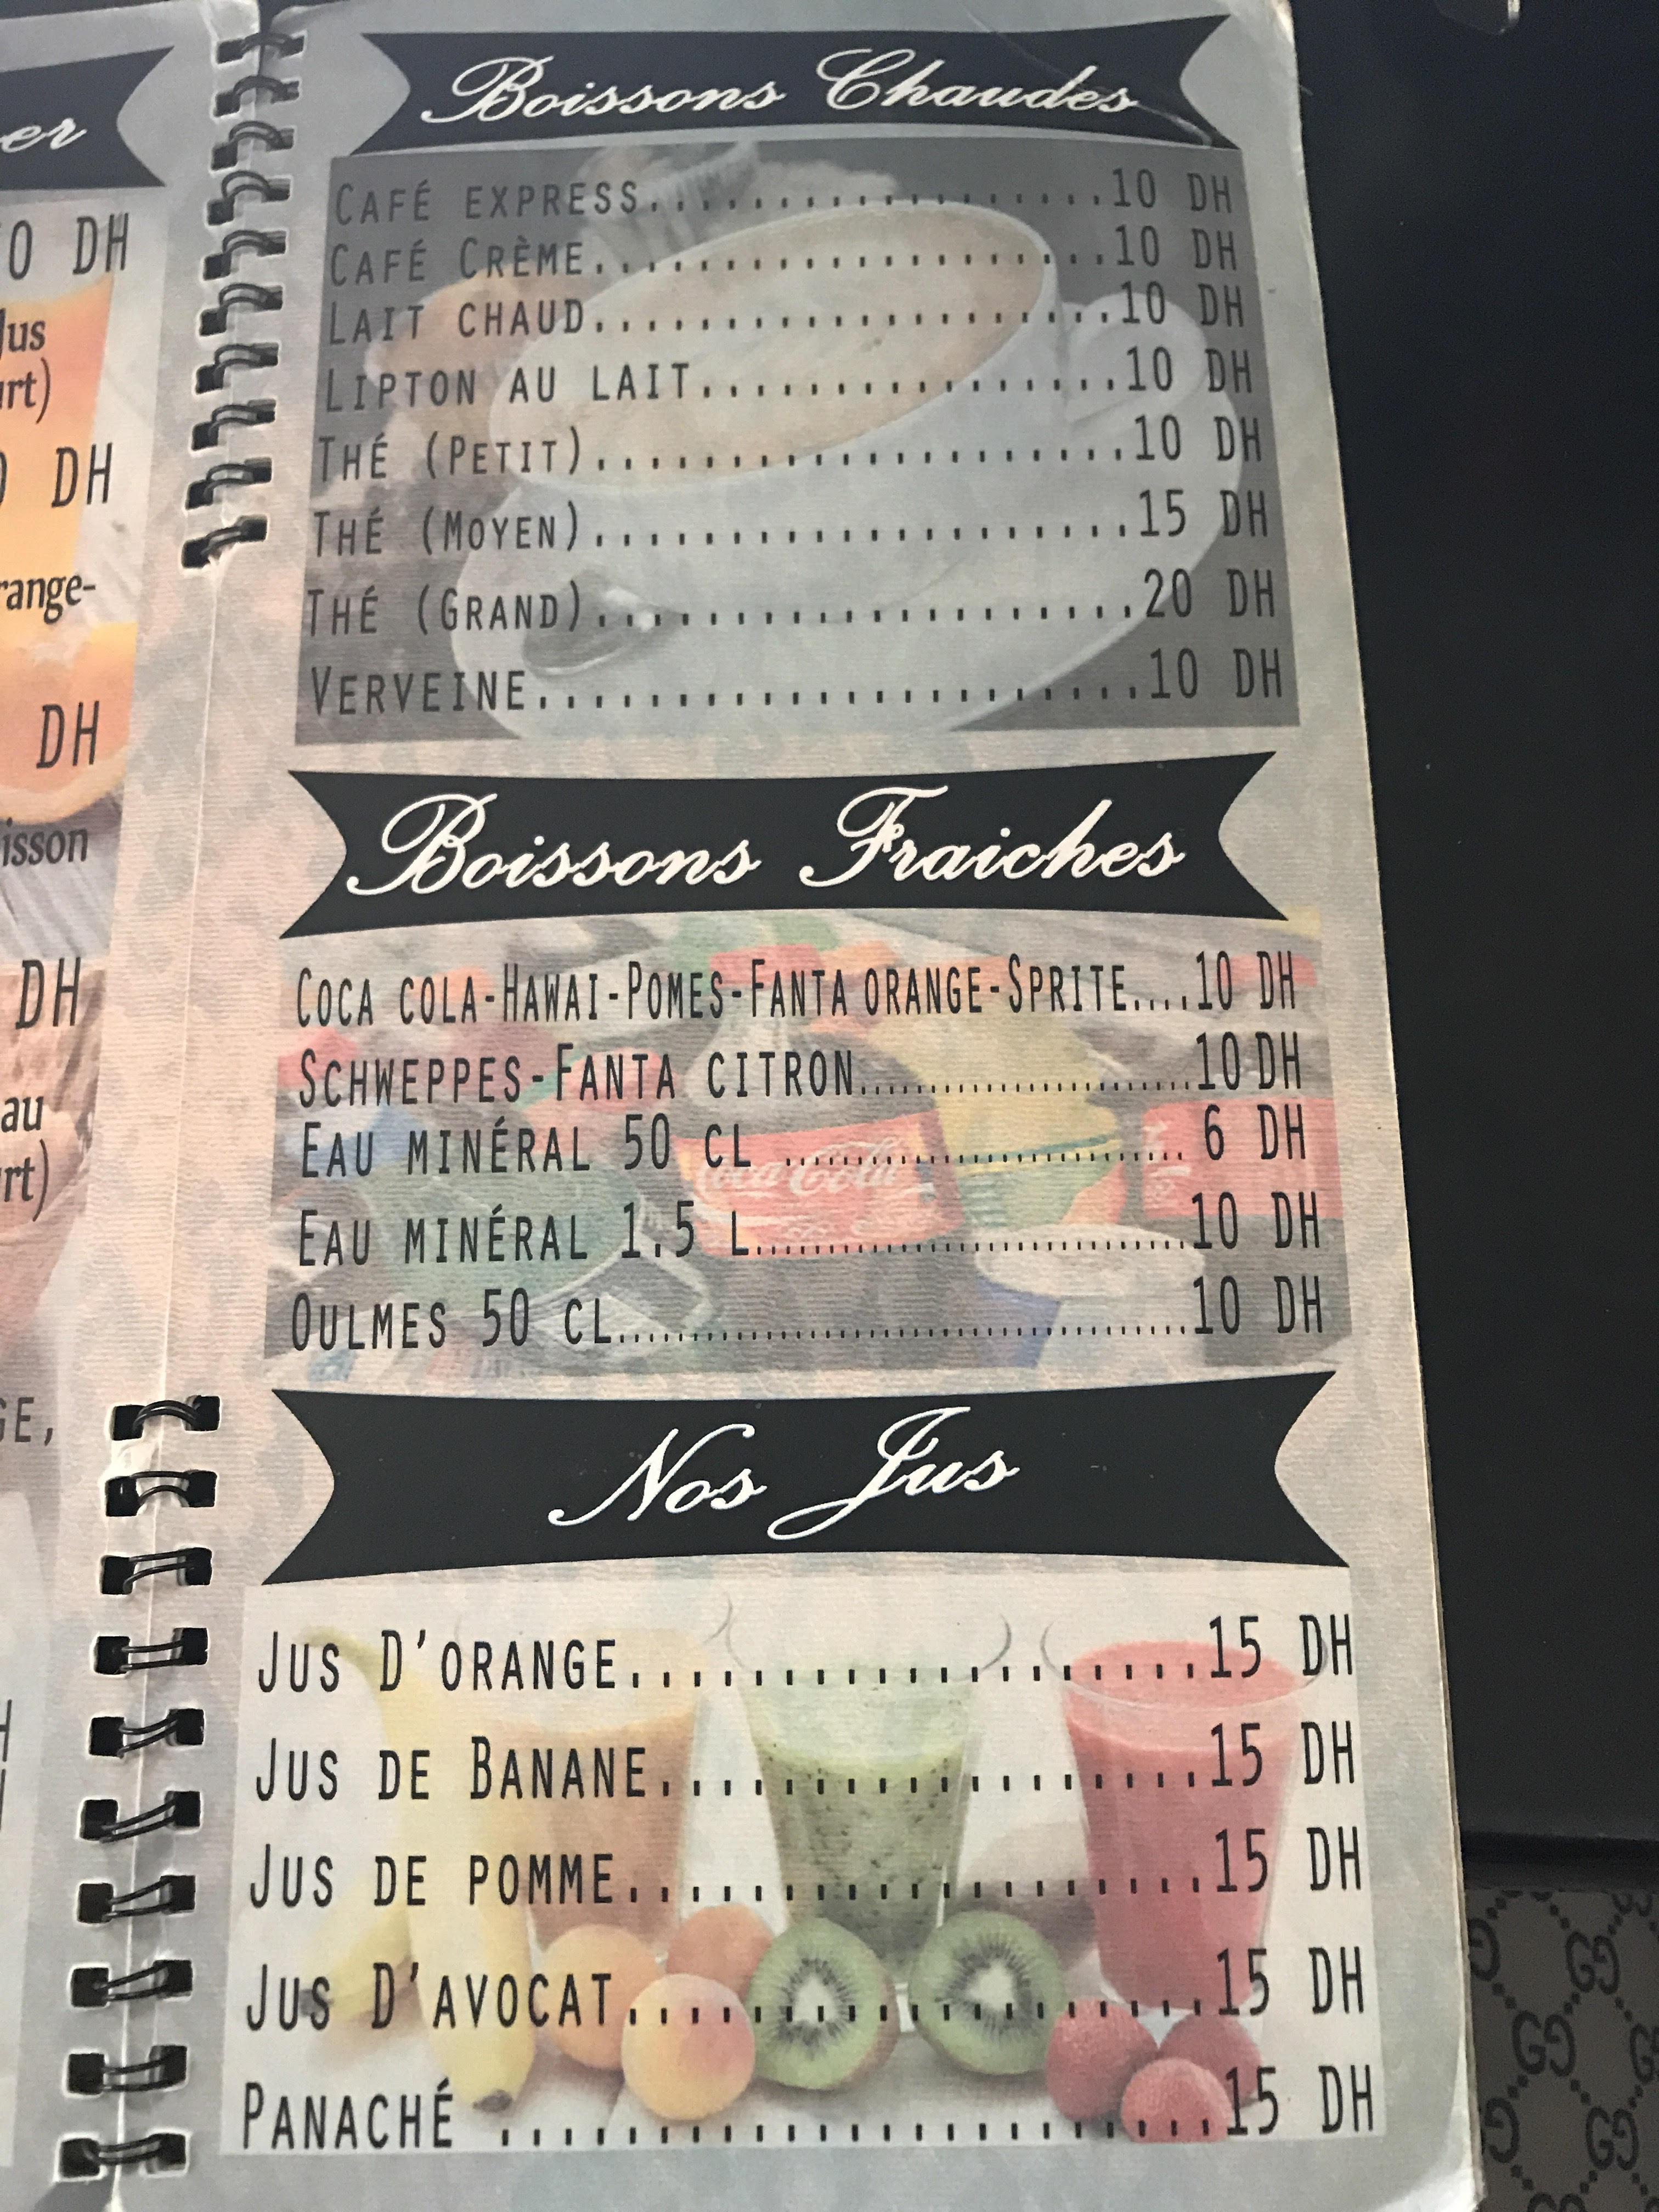 er
0 DH
Jus
urt)
DH
range-
DH
isson
DH
au
rt)
GE,
Boissons Chaudes
CAFÉ EXPRESS.................10 DH
CAFÉ CRÈME...................10 DH
LAIT CHAUD...................10 DH
LIPTON AU LAIT...............10 DH
THÉ (PETIT)...................10 DH
THÉ (MOYEN)...................15 DH
THÉ (GRAND)...................20 DH
VERVEINE......................10 DH
Boissons Fraiches
COCA COLA-HAWAI-POMES-FANTA ORANGE-SPRITE....10 DH
SCHWEPPES-FANTA CITRON........................10 DH
EAU MINÉRAL 50 CL ............................ 6 DH
EAU MINÉRAL 1.5 L..............................10 DH
OULMES 50 CL...................................10 DH
Coca-Cola
Nos Jus
JUS D'ORANGE...................15 DH
JUS DE BANANE..................15 DH
JUS DE POMME...................15 DH
JUS D'AVOCAT...................15 DH
PANACHÉ .......................15 DH